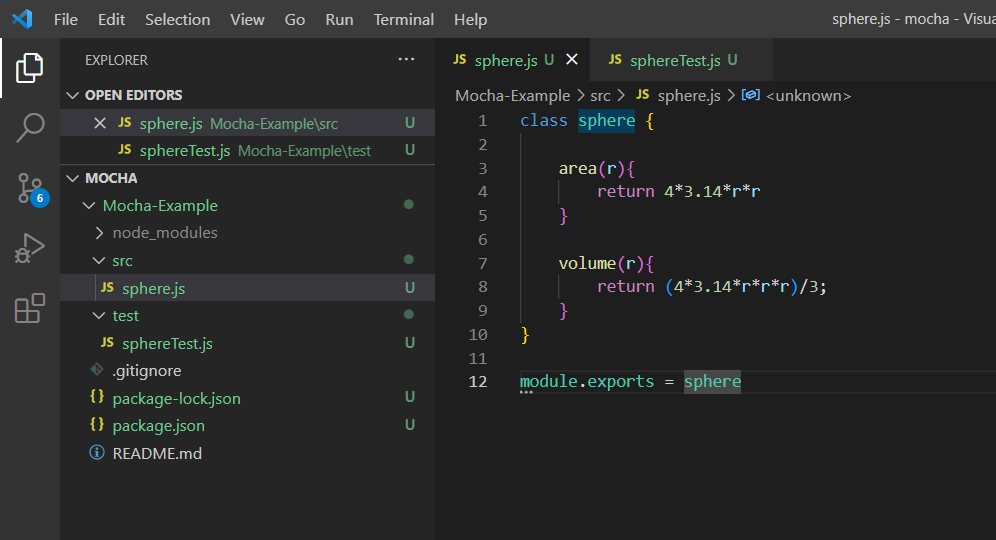 File Edit Selection View Go Run Terminal Help sphere.js - mocha - Visua
EXPLORER ···
JS sphere.js U × JS sphereTest.js U
OPEN EDITORS
Mocha-Example > src > JS sphere.js > <unknown>
× JS sphere.js Mocha-Example\src U
JS sphereTest.js Mocha-Example\test U
MOCHA
Mocha-Example
node_modules
src
JS sphere.js U
test
JS sphereTest.js U
.gitignore
{} package-lock.json U
{} package.json U
README.md
6
1 class sphere {
2
3 area(r){
4 return 4*3.14*r*r
5 }
6
7 volume(r){
8 return (4*3.14*r*r*r)/3;
9 }
10 }
11
12 module.exports = sphere